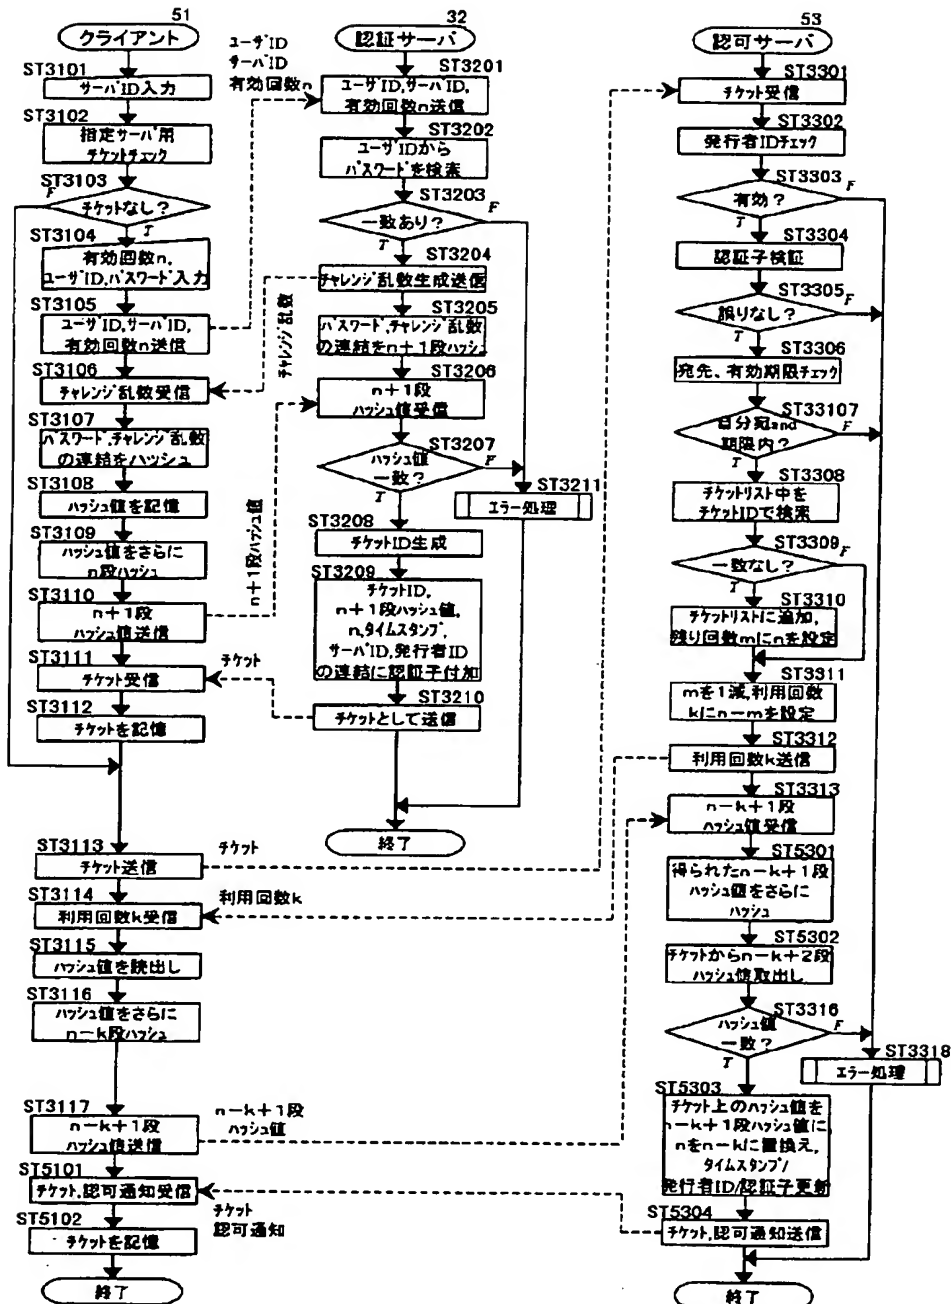 51
クライアント
ST3101
サーバID入力
ST3102
指定サーバ用
チケットチェック
ST3103
F
チケットなし?
T
ST3104
有効回数n,
ユーザID,パスワード入力
ST3105
ユーザID,サーバID,
有効回数n送信
ST3106
チャレンジ乱数受信
ST3107
パスワード,チャレンジ乱数
の連結をハッシュ
ST3108
ハッシュ値を記憶
ST3109
ハッシュ値をさらに
n段ハッシュ
ST3110
n+1段
ハッシュ値送信
ST3111
チケット受信
ST3112
チケットを記憶
ST3113
チケット送信
ST3114
利用回数k受信
ST3115
ハッシュ値を読出し
ST3116
ハッシュ値をさらに
n-k段ハッシュ
ST3117
n-k+1段
ハッシュ値送信
ST5101
チケット,認可通知受信
ST5102
チケットを記憶
終了
ユーザID
サーバID
有効回数n
チャレンジ乱数
n+1段ハッシュ値
チケット
チケット
利用回数k
n-k+1段
ハッシュ値
チケット
認可通知
32
認証サーバ
ST3201
ユーザID,サーバID,
有効回数n送信
ST3202
ユーザIDから
パスワードを検索
ST3203
F
一致あり?
T
ST3204
チャレンジ乱数生成送信
ST3205
パスワード,チャレンジ乱数
の連結をn+1段ハッシュ
ST3206
n+1段
ハッシュ値受信
ST3207
ハッシュ値
一致?
F
T
ST3211
エラー処理
ST3208
チケットID生成
ST3209
チケットID,
n+1段ハッシュ値,
n,タイムスタンプ,
サーバID,発行者ID
の連結に認証子付加
ST3210
チケットとして送信
終了
53
認可サーバ
ST3301
チケット受信
ST3302
発行者IDチェック
ST3303
有効?
F
T
ST3304
認証子検証
ST3305
誤りなし?
F
T
ST3306
宛先、有効期限チェック
ST33107
自分宛and
期限内?
F
T
ST3308
チケットリスト中を
チケットIDで検索
ST3309
一致なし?
F
T
ST3310
チケットリストに追加,
残り回数mにnを設定
ST3311
mを1減,利用回数
kにn-mを設定
ST3312
利用回数k送信
ST3313
n-k+1段
ハッシュ値受信
ST5301
得られたn-k+1段
ハッシュ値をさらに
ハッシュ
ST5302
チケットからn-k+2段
ハッシュ値取出し
ST3316
ハッシュ値
一致?
F
T
ST3318
エラー処理
ST5303
チケット上のハッシュ値を
n-k+1段ハッシュ値に,
nをn-kに置換え,
タイムスタンプ/
発行者ID/認証子更新
ST5304
チケット,認可通知送信
終了